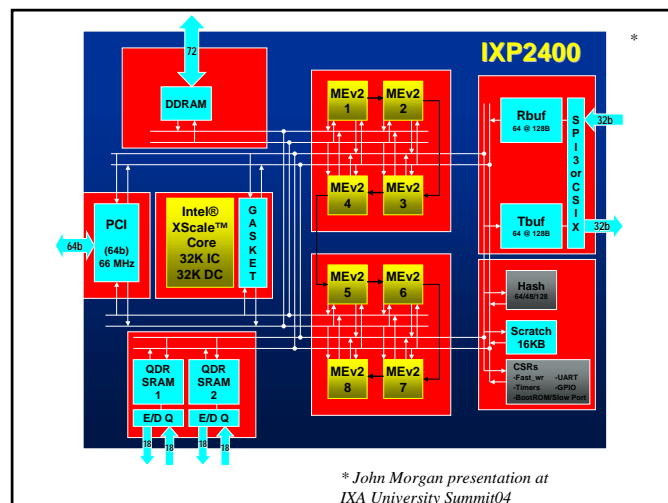 *
IXP2400
72
DDRAM
MEv2
1
MEv2
2
MEv2
4
MEv2
3
Rbuf
64 @ 128B
Tbuf
64 @ 128B
SPI3 or CSIX
32b
32b
64b
PCI
(64b)
66 MHz
Intel®
XScale™
Core
32K IC
32K DC
GASKET
MEv2
5
MEv2
6
MEv2
8
MEv2
7
Hash
64/48/128
Scratch
16KB
CSRs
-Fast_wr -UART
-Timers -GPIO
-BootROM/Slow Port
QDR
SRAM
1
QDR
SRAM
2
E/D Q
E/D Q
18
18
18
18
* John Morgan presentation at
IXA University Summit04